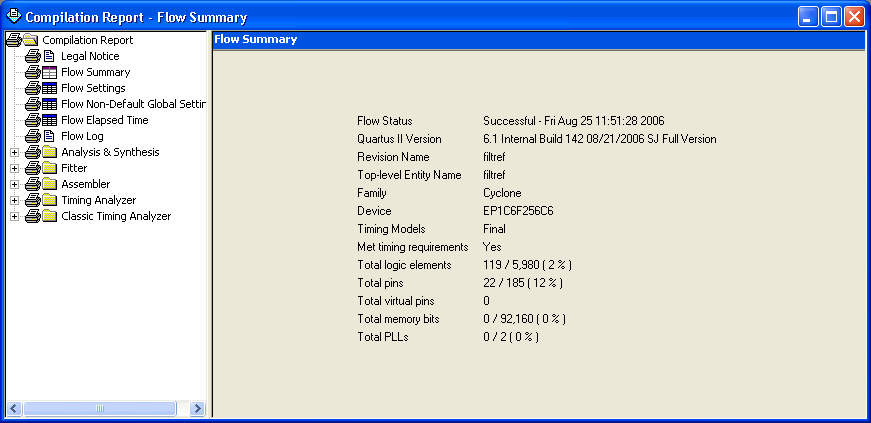 Compilation Report - Flow Summary
Compilation Report
Legal Notice
Flow Summary
Flow Settings
Flow Non-Default Global Settin
Flow Elapsed Time
Flow Log
Analysis & Synthesis
Fitter
Assembler
Timing Analyzer
Classic Timing Analyzer
Flow Summary
Flow Status Successful - Fri Aug 25 11:51:28 2006
Quartus II Version 6.1 Internal Build 142 08/21/2006 SJ Full Version
Revision Name filtref
Top-level Entity Name filtref
Family Cyclone
Device EP1C6F256C6
Timing Models Final
Met timing requirements Yes
Total logic elements 119 / 5,980 ( 2 % )
Total pins 22 / 185 ( 12 % )
Total virtual pins 0
Total memory bits 0 / 92,160 ( 0 % )
Total PLLs 0 / 2 ( 0 % )